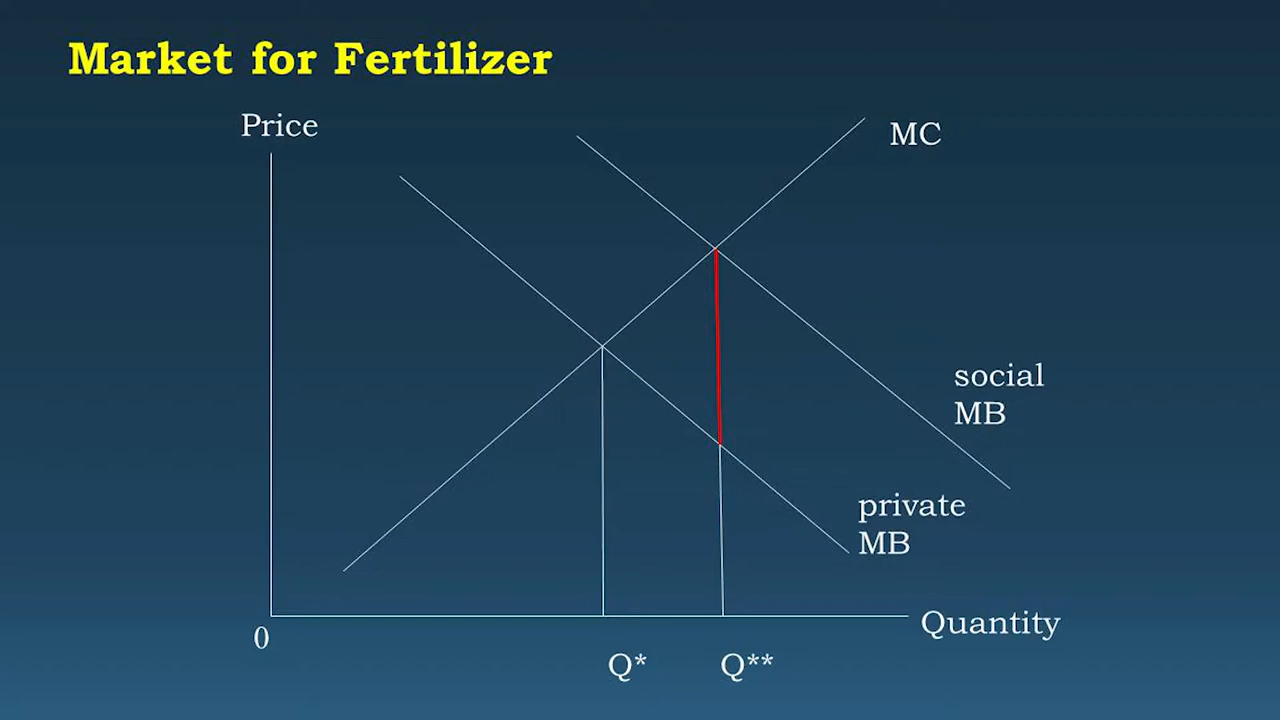 Market for Fertilizer
Price
MC
social
MB
private
MB
Quantity
0
Q*
Q**